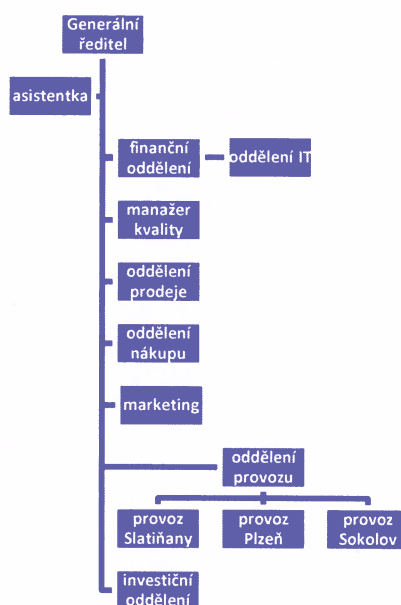 Generální
ředitel
asistentka
finanční
oddělení
oddělení IT
manažer
kvality
oddělení
prodeje
oddělení
nákupu
marketing
oddělení
provozu
provoz
Slatiňany
provoz
Plzeň
provoz
Sokolov
investiční
oddělení